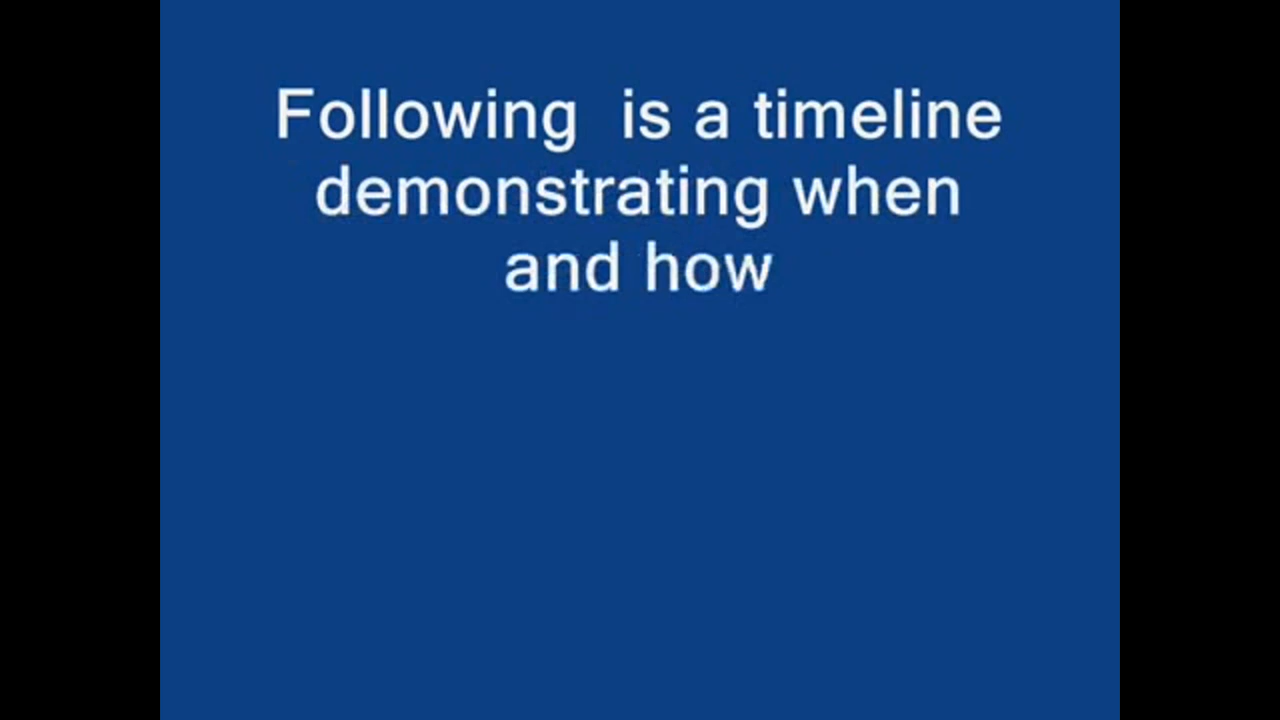 Following  is a timeline
demonstrating when
and how